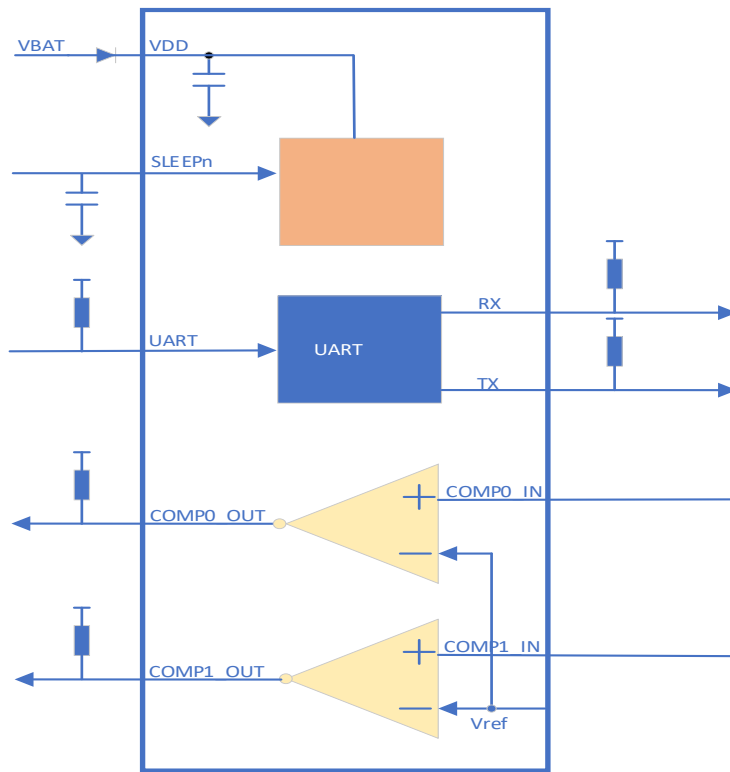 VBAT
VDD
SLEEPn
UART
UART
RX
TX
COMP0_OUT
COMP0_IN
COMP1_OUT
COMP1_IN
Vref